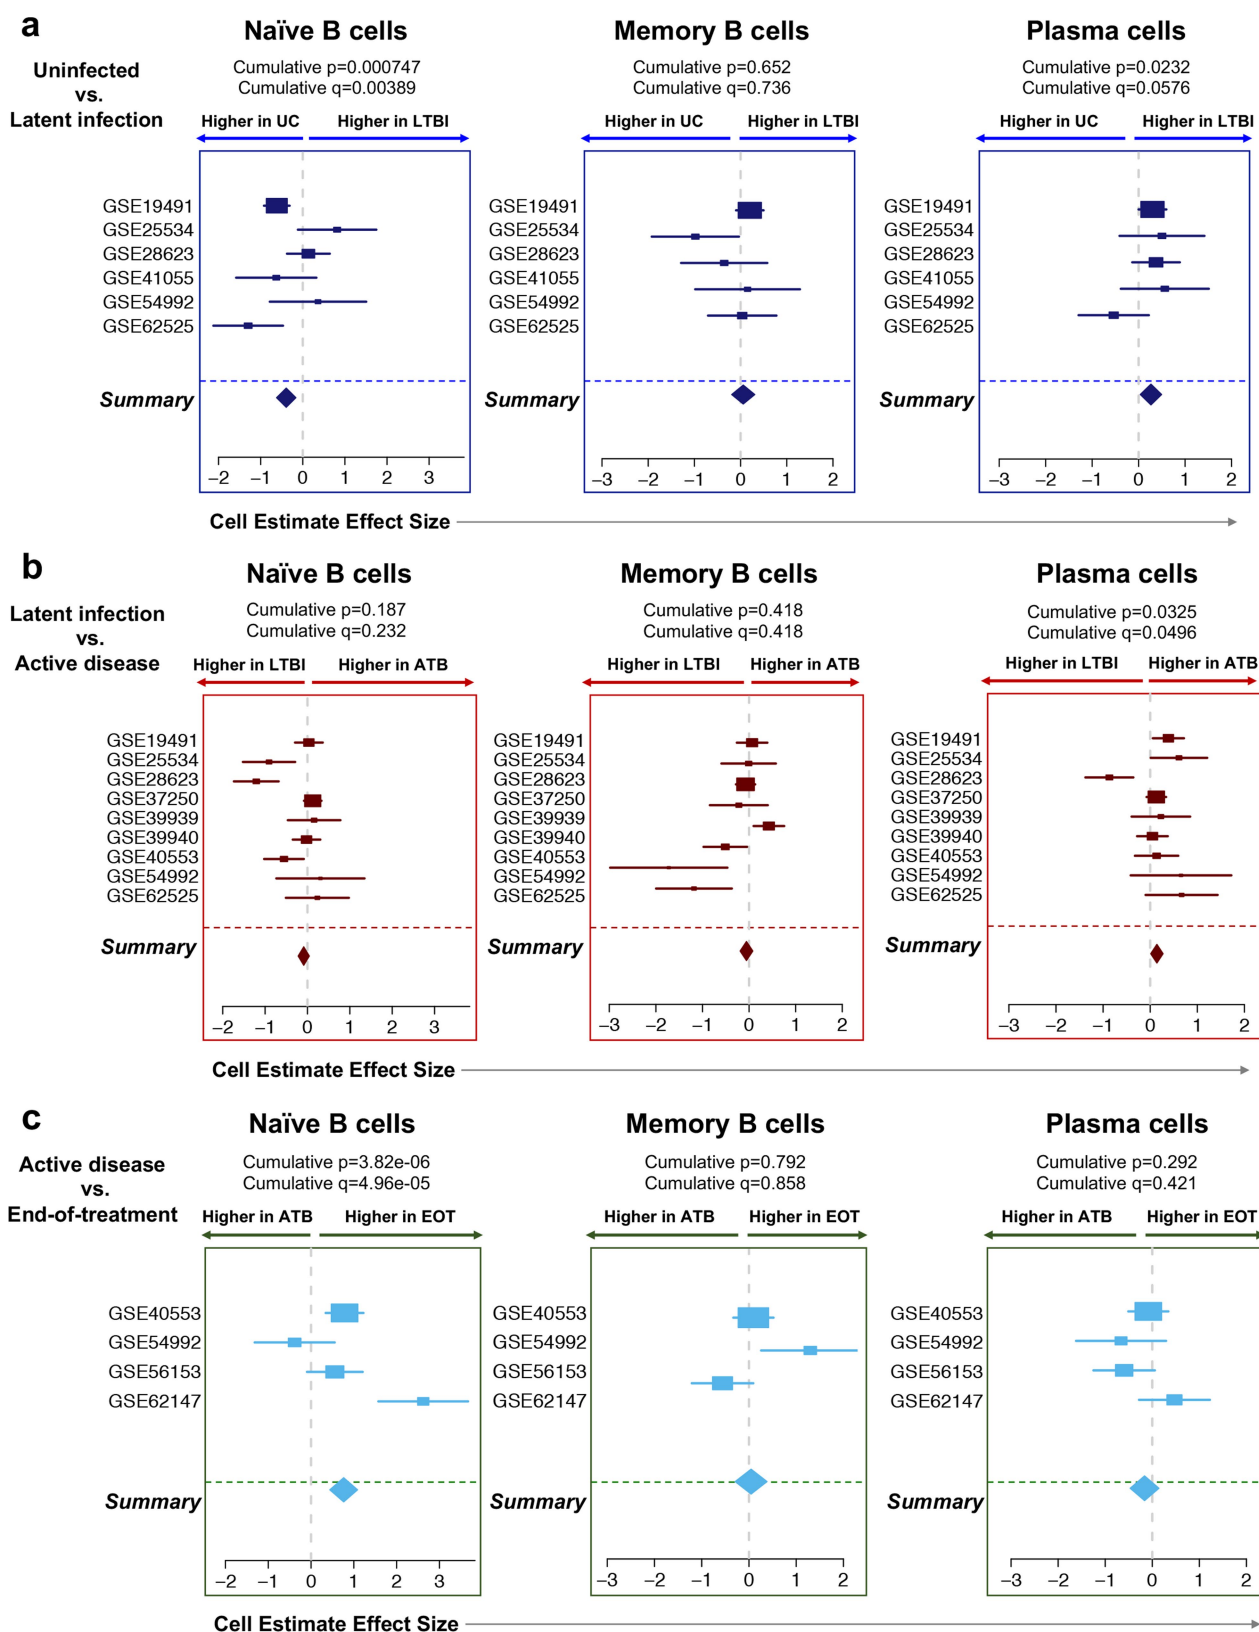 a
Naïve B cells
Memory B cells
Plasma cells
Uninfected
vs.
Latent infection
Cumulative p=0.000747
Cumulative q=0.00389
Cumulative p=0.652
Cumulative q=0.736
Cumulative p=0.0232
Cumulative q=0.0576
Higher in UC
Higher in LTBI
Higher in UC
Higher in LTBI
Higher in UC
Higher in LTBI
GSE19491
GSE25534
GSE28623
GSE41055
GSE54992
GSE62525
Summary
−2 −1 0 1 2 3
GSE19491
GSE25534
GSE28623
GSE41055
GSE54992
GSE62525
Summary
−3 −2 −1 0 1 2
GSE19491
GSE25534
GSE28623
GSE41055
GSE54992
GSE62525
Summary
−3 −2 −1 0 1 2
Cell Estimate Effect Size
b
Naïve B cells
Memory B cells
Plasma cells
Latent infection
vs.
Active disease
Cumulative p=0.187
Cumulative q=0.232
Cumulative p=0.418
Cumulative q=0.418
Cumulative p=0.0325
Cumulative q=0.0496
Higher in LTBI
Higher in ATB
Higher in LTBI
Higher in ATB
Higher in LTBI
Higher in ATB
GSE19491
GSE25534
GSE28623
GSE37250
GSE39939
GSE39940
GSE40553
GSE54992
GSE62525
Summary
−2 −1 0 1 2 3
GSE19491
GSE25534
GSE28623
GSE37250
GSE39939
GSE39940
GSE40553
GSE54992
GSE62525
Summary
−3 −2 −1 0 1 2
GSE19491
GSE25534
GSE28623
GSE37250
GSE39939
GSE39940
GSE40553
GSE54992
GSE62525
Summary
−3 −2 −1 0 1 2
Cell Estimate Effect Size
c
Naïve B cells
Memory B cells
Plasma cells
Active disease
vs.
End-of-treatment
Cumulative p=3.82e-06
Cumulative q=4.96e-05
Cumulative p=0.792
Cumulative q=0.858
Cumulative p=0.292
Cumulative q=0.421
Higher in ATB
Higher in EOT
Higher in ATB
Higher in EOT
Higher in ATB
Higher in EOT
GSE40553
GSE54992
GSE56153
GSE62147
Summary
−2 −1 0 1 2 3
GSE40553
GSE54992
GSE56153
GSE62147
Summary
−3 −2 −1 0 1 2
GSE40553
GSE54992
GSE56153
GSE62147
Summary
−3 −2 −1 0 1 2
Cell Estimate Effect Size